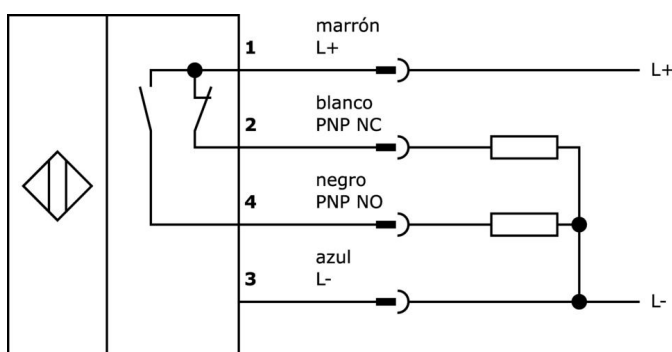 marrón
1 L+
L+
blanco
2 PNP NC
negro
4 PNP NO
azul
3 L-
L-